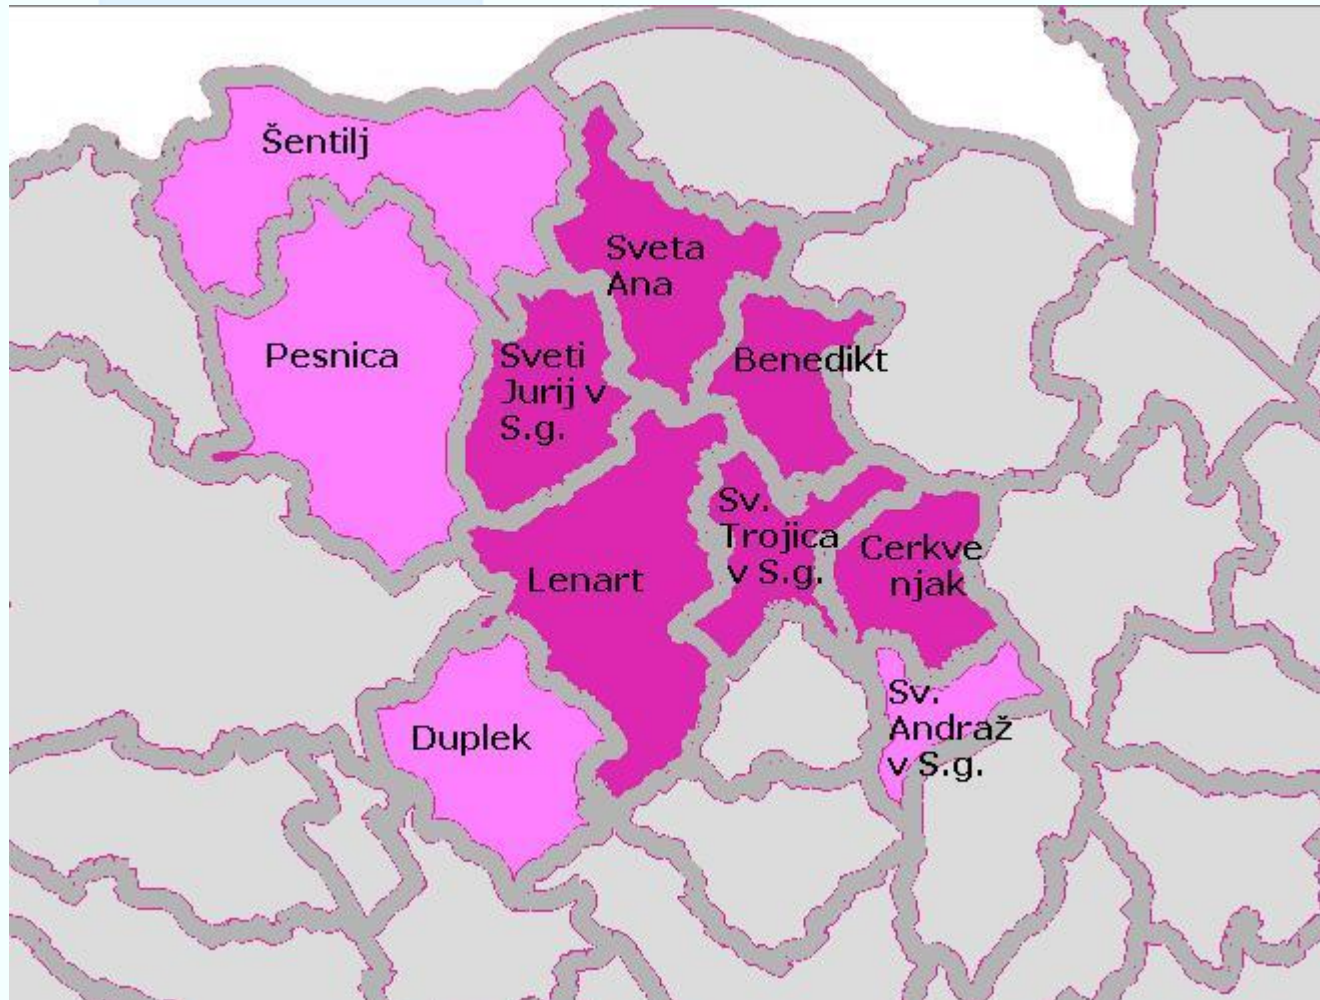 Šentilj
Sveta
Ana
Pesnica
Sveti
Jurij v
S.g.
Benedikt
Sv.
Trojica
v S.g.
Cerkve
njak
Lenart
Sv.
Andraž
v S.g.
Duplek